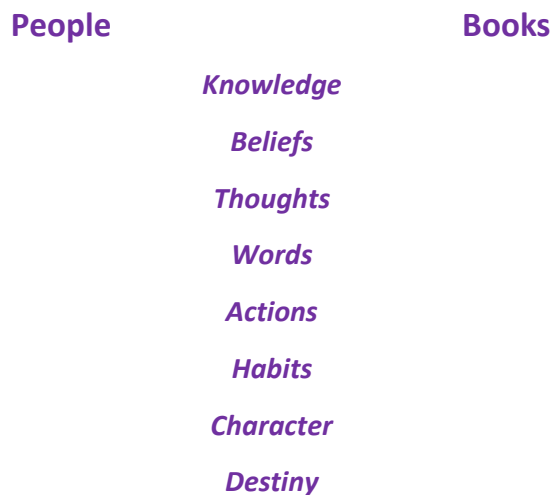 People Books
Knowledge
Beliefs
Thoughts
Words
Actions
Habits
Character
Destiny